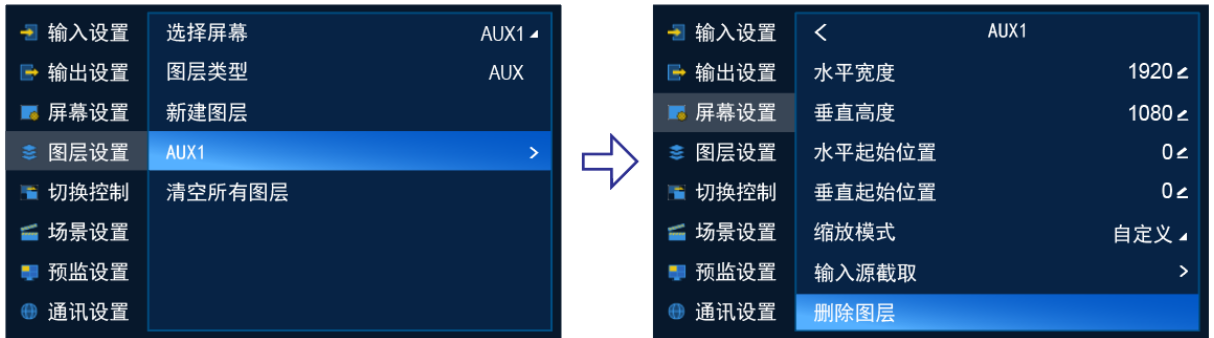 输入设置
输出设置
屏幕设置
图层设置
切换控制
场景设置
预监设置
通讯设置
选择屏幕 AUX1
图层类型 AUX
新建图层
AUX1 >
清空所有图层
输入设置
输出设置
屏幕设置
图层设置
切换控制
场景设置
预监设置
通讯设置
< AUX1
水平宽度 1920
垂直高度 1080
水平起始位置 0
垂直起始位置 0
缩放模式 自定义
输入源截取 >
删除图层